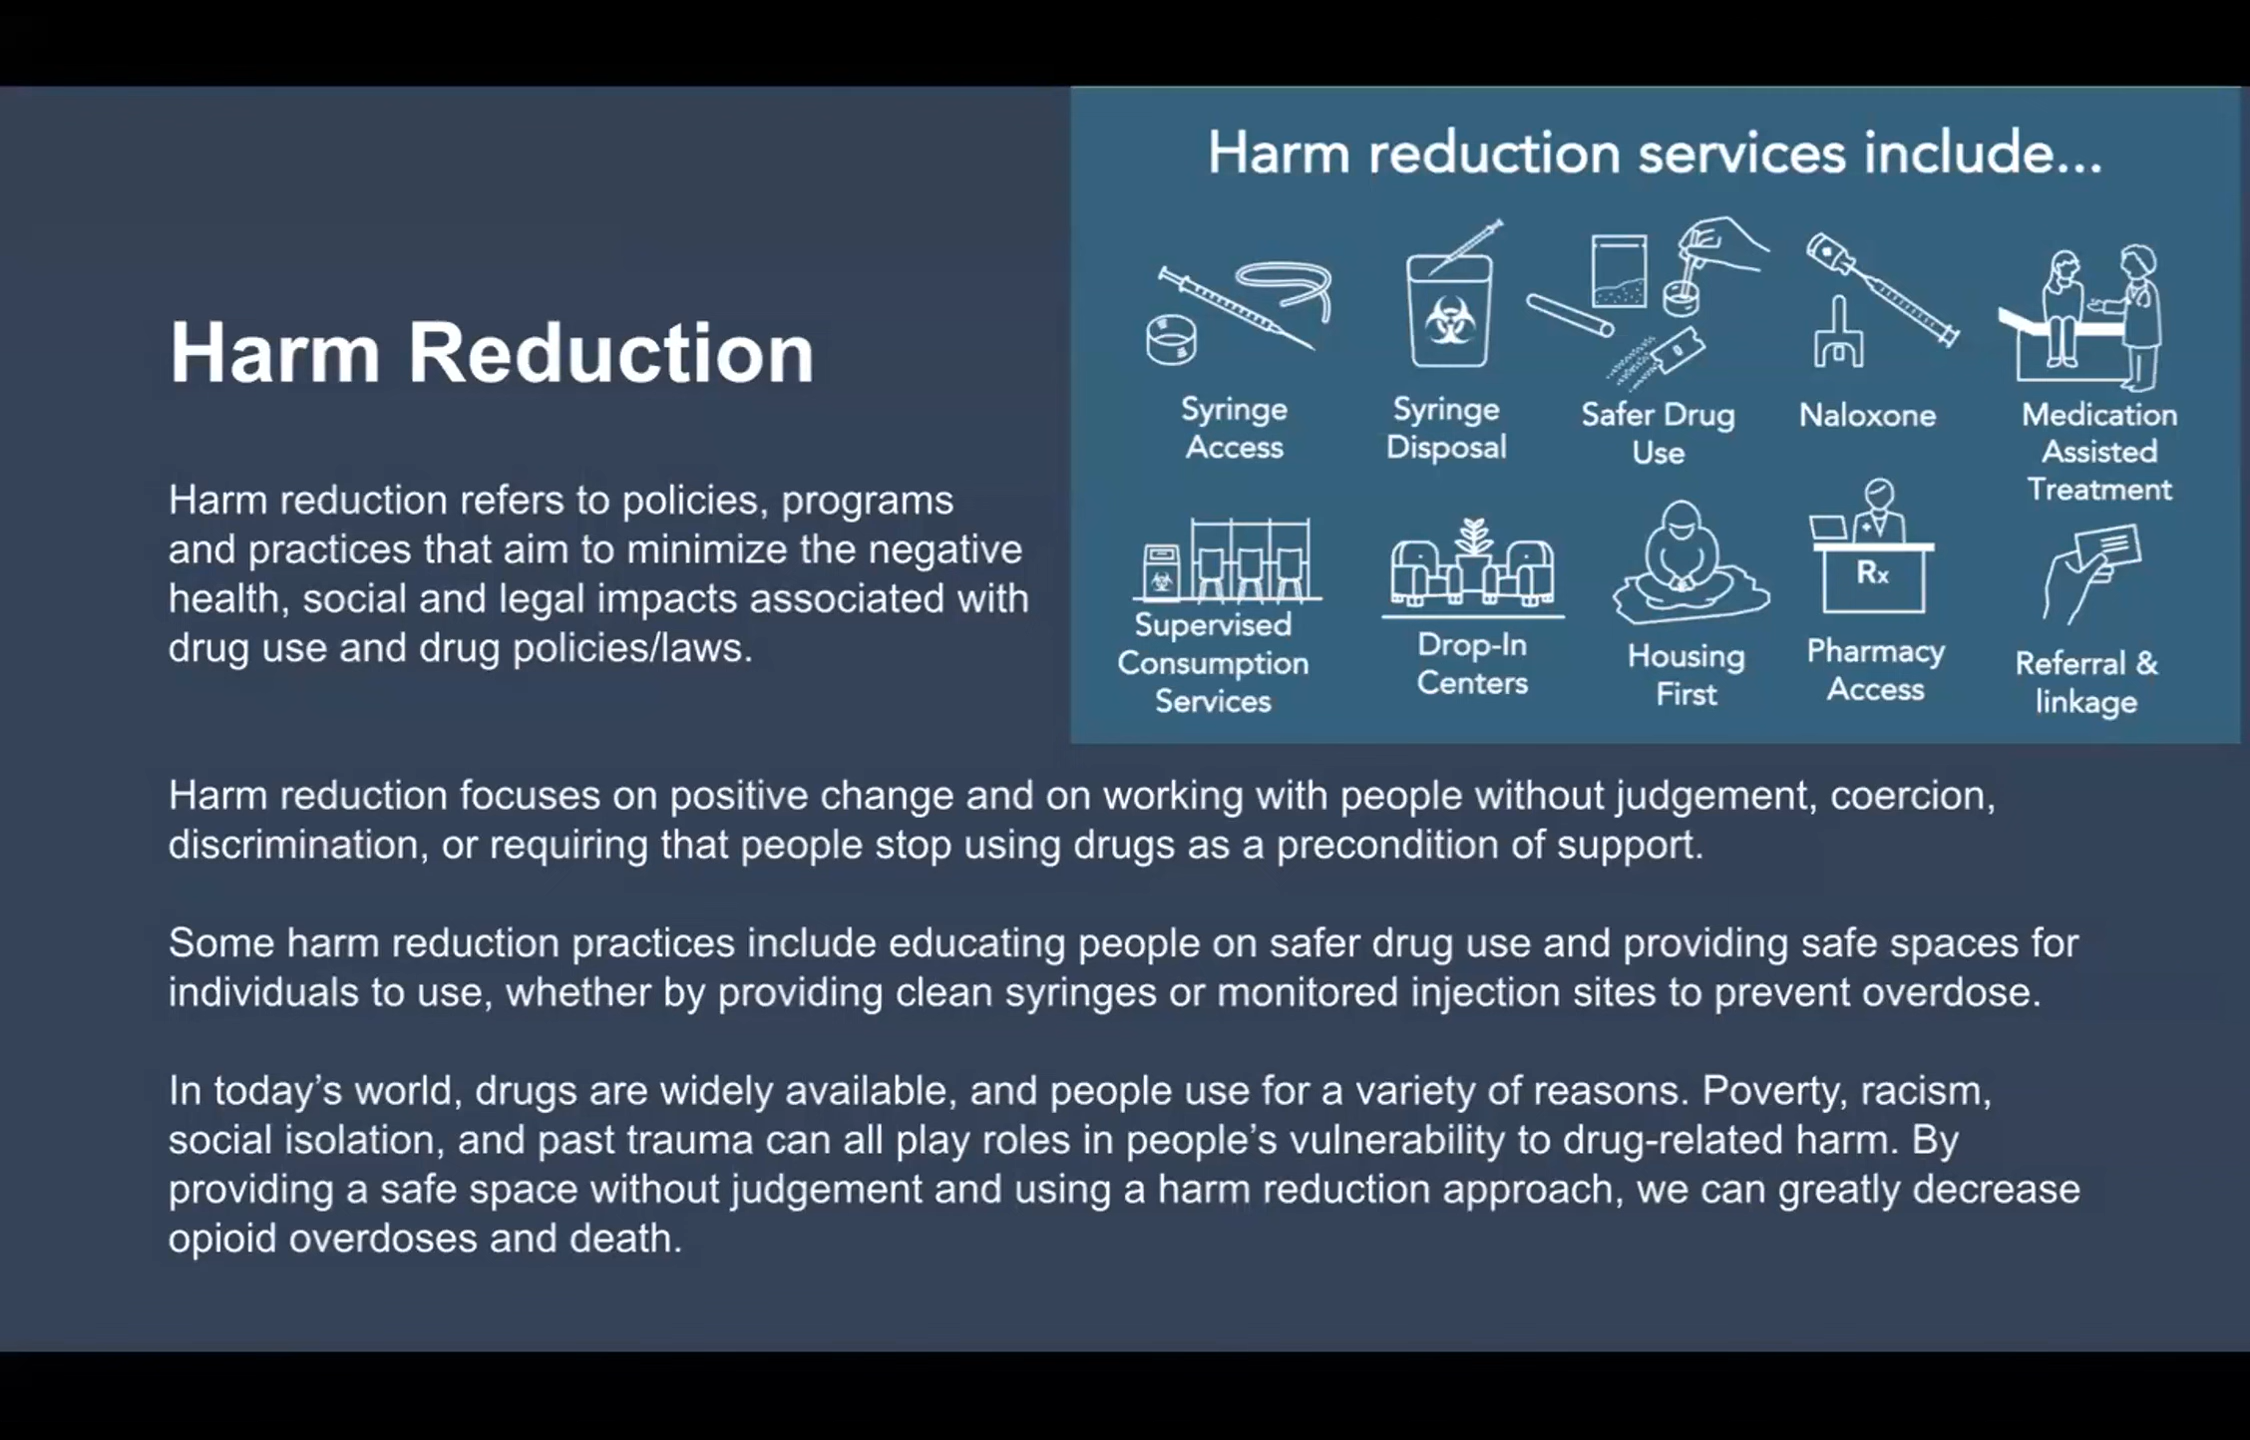 Harm Reduction
Harm reduction refers to policies, programs
and practices that aim to minimize the negative
health, social and legal impacts associated with
drug use and drug policies/laws.
Harm reduction services include...
Syringe
Access
Syringe
Disposal
Safer Drug
Use
Naloxone
Medication
Assisted
Treatment
Supervised
Consumption
Services
Drop-In
Centers
Housing
First
Rx
Pharmacy
Access
Referral &
linkage
Harm reduction focuses on positive change and on working with people without judgement, coercion,
discrimination, or requiring that people stop using drugs as a precondition of support.
Some harm reduction practices include educating people on safer drug use and providing safe spaces for
individuals to use, whether by providing clean syringes or monitored injection sites to prevent overdose.
In today’s world, drugs are widely available, and people use for a variety of reasons. Poverty, racism,
social isolation, and past trauma can all play roles in people’s vulnerability to drug-related harm. By
providing a safe space without judgement and using a harm reduction approach, we can greatly decrease
opioid overdoses and death.